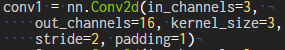 conv1 = nn.Conv2d(in_channels=3,
out_channels=16, kernel_size=3,
stride=2, padding=1)